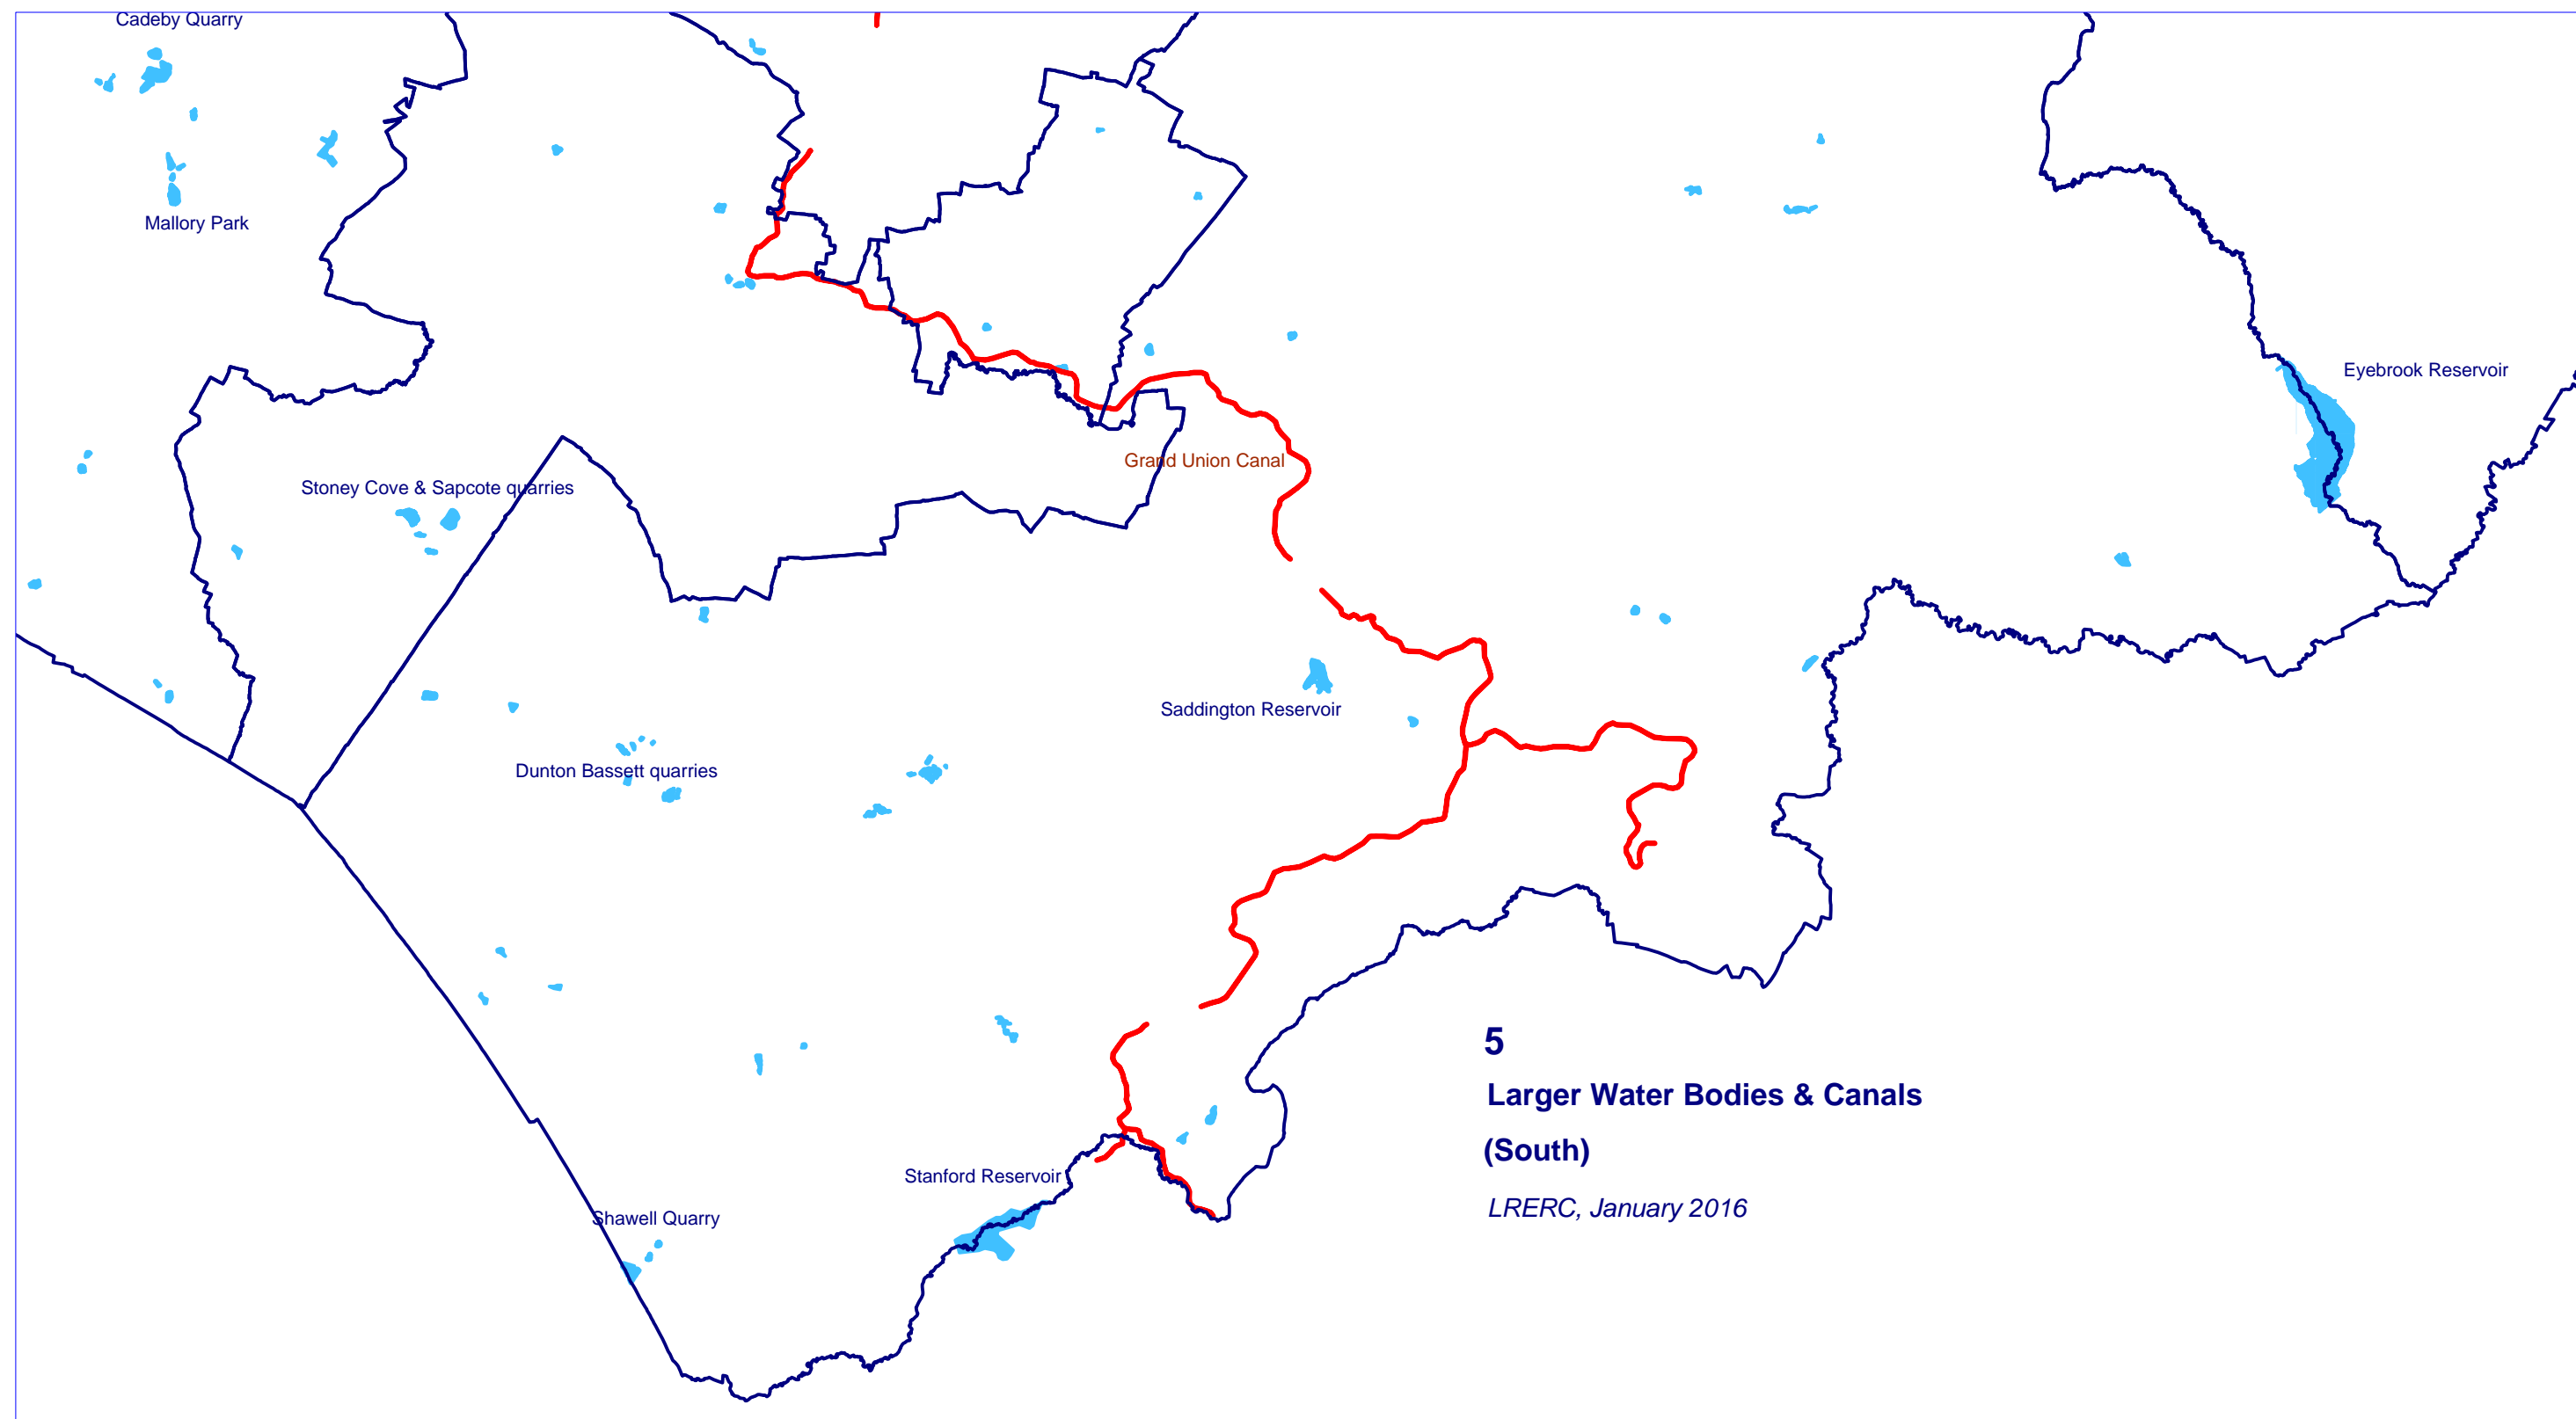 Cadeby Quarry
Mallory Park
Eyebrook Reservoir
Grand Union Canal
Stoney Cove & Sapcote quarries
Saddington Reservoir
Dunton Bassett quarries
5
Larger Water Bodies & Canals
(South)
LRERC, January 2016
Stanford Reservoir
Shawell Quarry